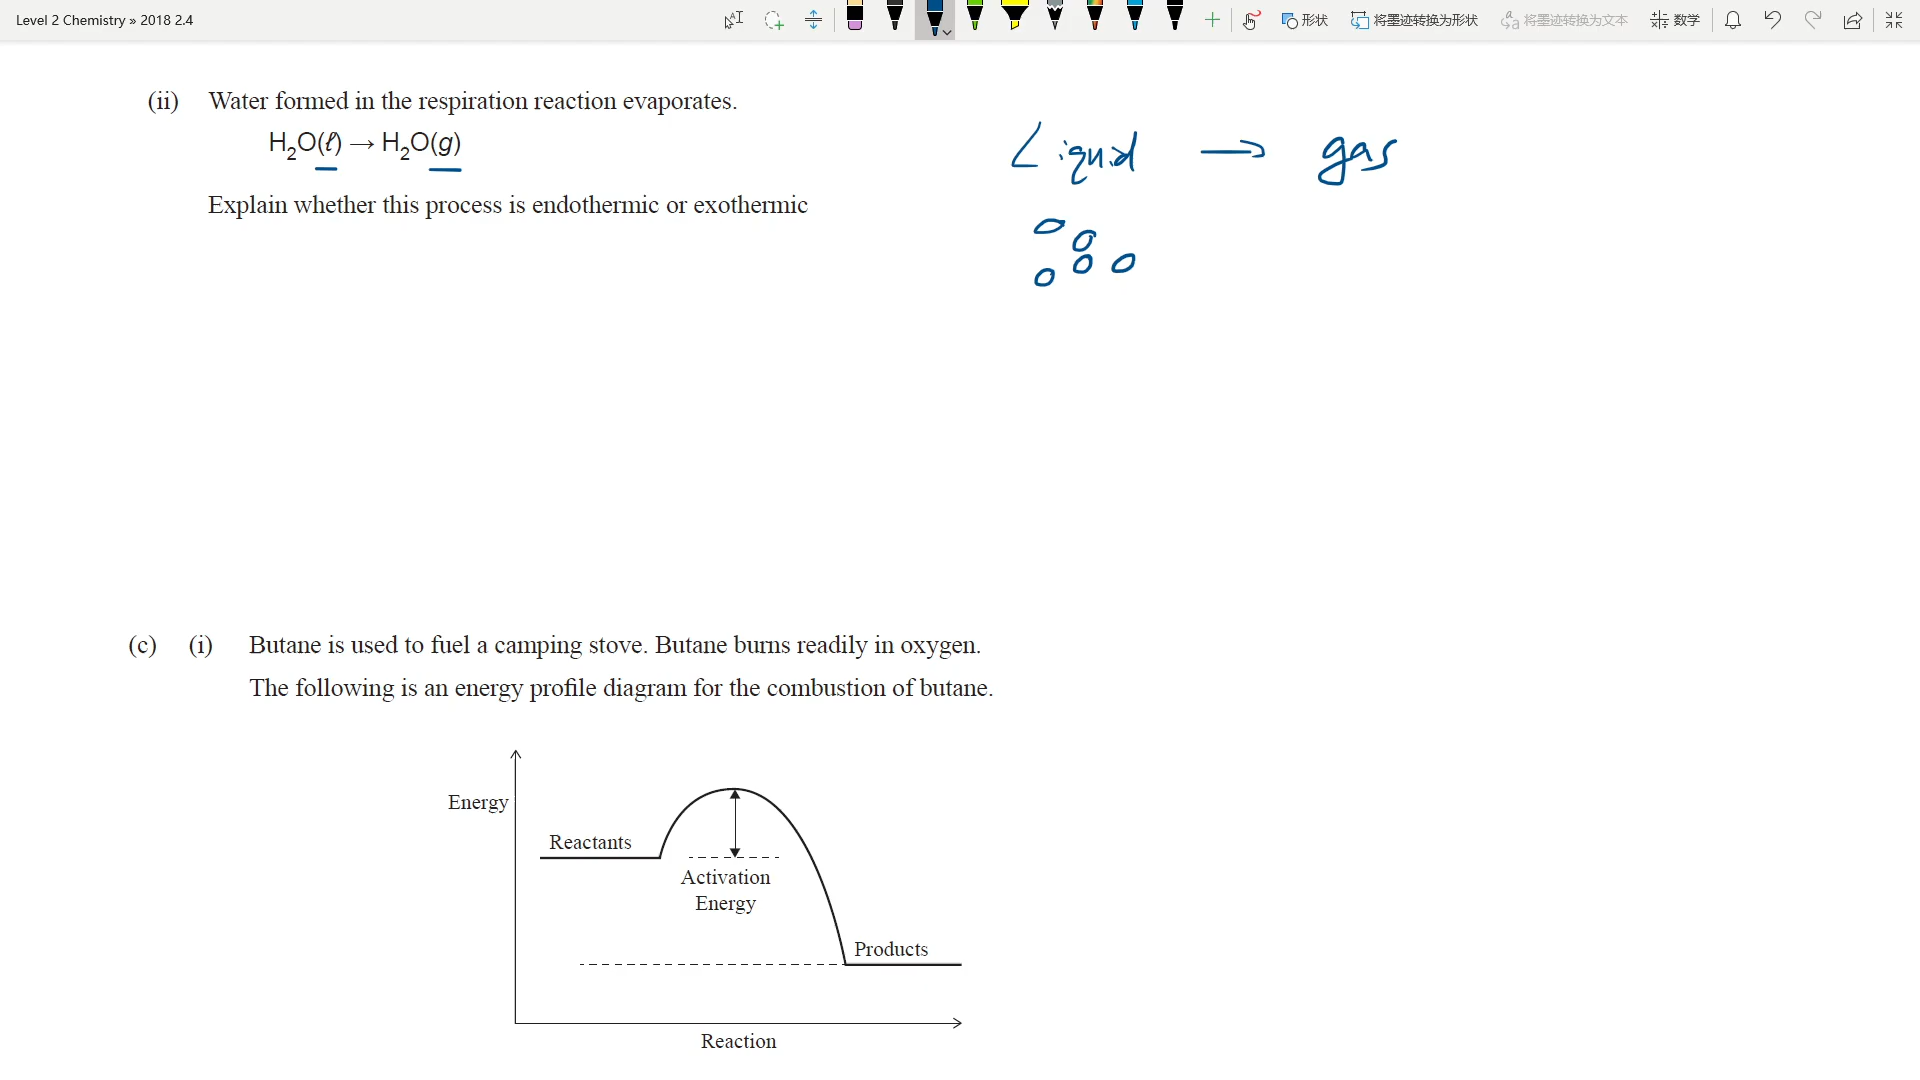 Level 2 Chemistry » 2018 2.4
形状
将墨迹转换为形状
将墨迹转换为文本
数学
(ii) Water formed in the respiration reaction evaporates.
H₂O(ℓ) → H₂O(g)
Explain whether this process is endothermic or exothermic
Liquid → gas
(c) (i) Butane is used to fuel a camping stove. Butane burns readily in oxygen.
The following is an energy profile diagram for the combustion of butane.
Energy
Reactants
Activation
Energy
Products
Reaction